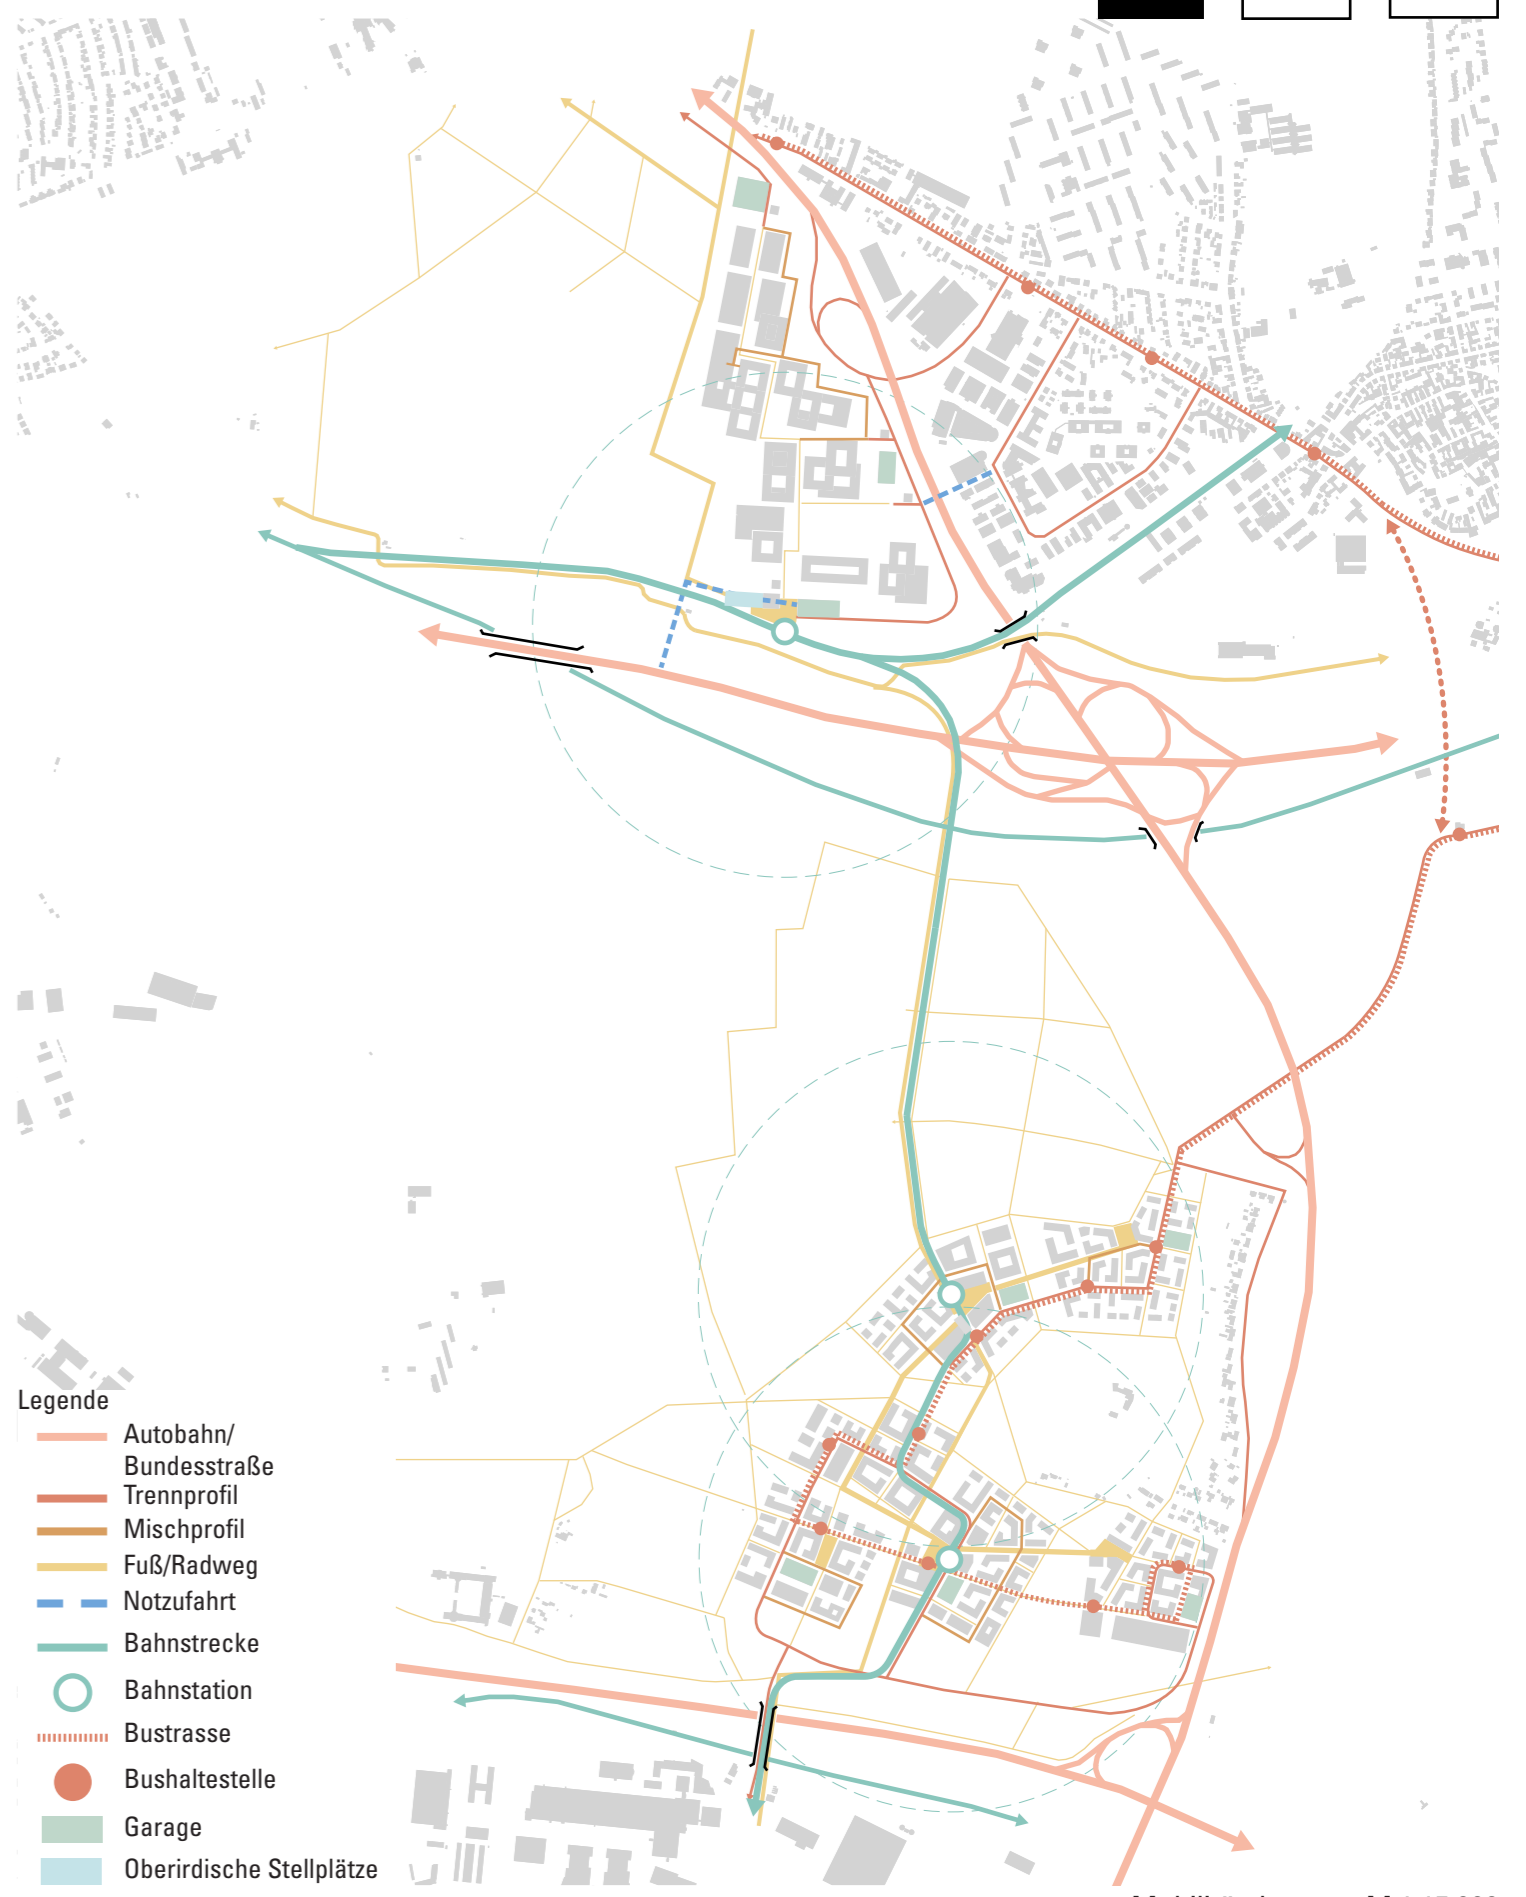 Legende
Autobahn/
Bundesstraße
Trennprofil
Mischprofil
Fuß/Radweg
Notzufahrt
Bahnstrecke
Bahnstation
Bustrasse
Bushaltestelle
Garage
Oberirdische Stellplätze